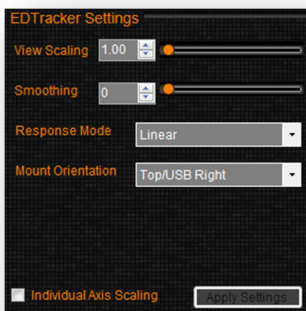 EDTracker Settings
View Scaling 1.00
Smoothing 0
Response Mode Linear
Mount Orientation Top/USB Right
Individual Axis Scaling Apply Settings